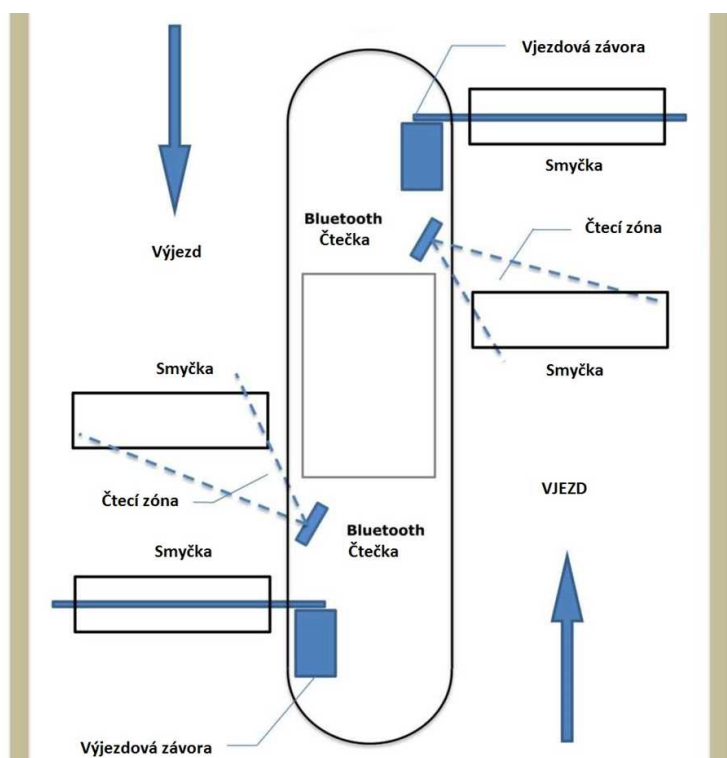 Vjezdová závora
Smyčka
Bluetooth
Čtečka
Čtecí zóna
Výjezd
Smyčka
Smyčka
Čtecí zóna
VJEZD
Bluetooth
Čtečka
Smyčka
Výjezdová závora